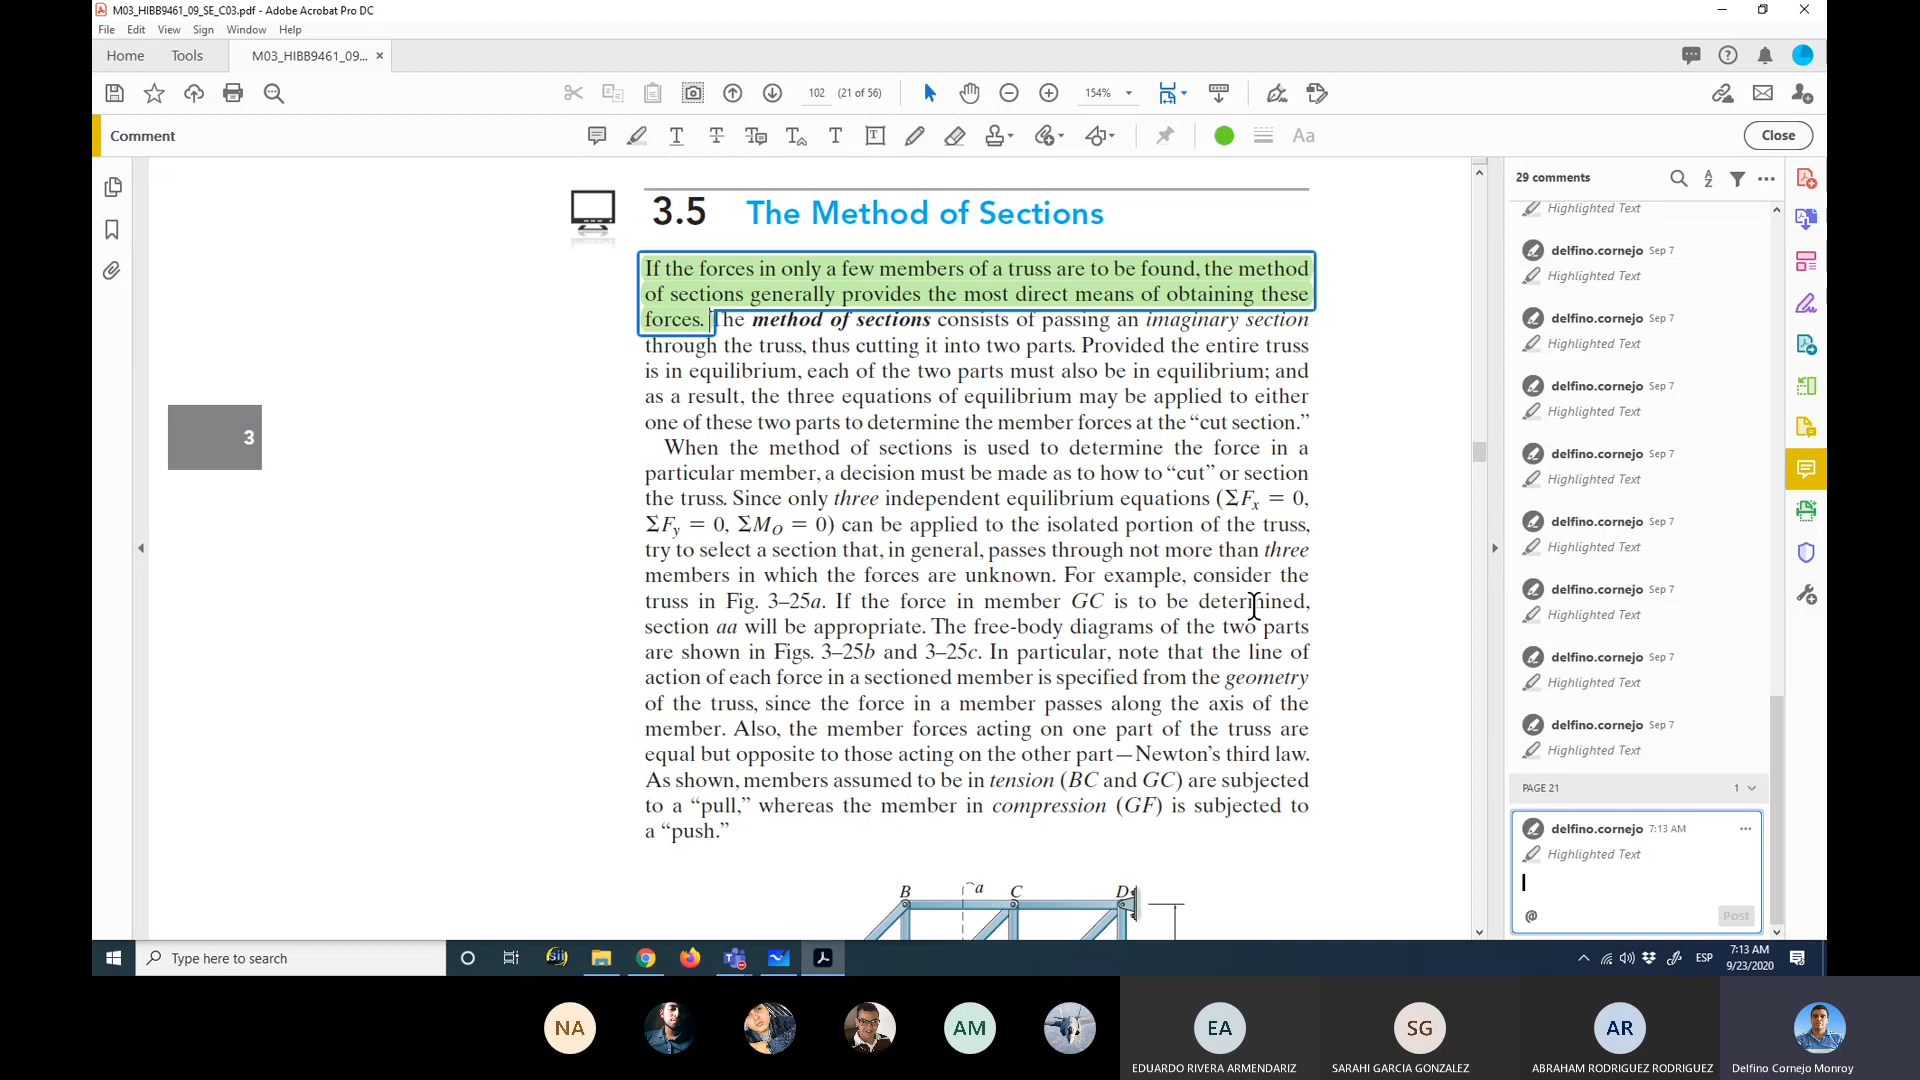 M03_HIBB9461_09_SE_C03.pdf - Adobe Acrobat Pro DC
File Edit View Sign Window Help
Home Tools M03_HIBB9461_09... ×
102 (21 of 56) 154%
Comment
Aa
Close
3.5 The Method of Sections
If the forces in only a few members of a truss are to be found, the method
of sections generally provides the most direct means of obtaining these
forces. The method of sections consists of passing an imaginary section
through the truss, thus cutting it into two parts. Provided the entire truss
is in equilibrium, each of the two parts must also be in equilibrium; and
as a result, the three equations of equilibrium may be applied to either
one of these two parts to determine the member forces at the “cut section.”
When the method of sections is used to determine the force in a
particular member, a decision must be made as to how to “cut” or section
the truss. Since only three independent equilibrium equations (ΣFx = 0,
ΣFy = 0, ΣMO = 0) can be applied to the isolated portion of the truss,
try to select a section that, in general, passes through not more than three
members in which the forces are unknown. For example, consider the
truss in Fig. 3–25a. If the force in member GC is to be determined,
section aa will be appropriate. The free-body diagrams of the two parts
are shown in Figs. 3–25b and 3–25c. In particular, note that the line of
action of each force in a sectioned member is specified from the geometry
of the truss, since the force in a member passes along the axis of the
member. Also, the member forces acting on one part of the truss are
equal but opposite to those acting on the other part—Newton’s third law.
As shown, members assumed to be in tension (BC and GC) are subjected
to a “pull,” whereas the member in compression (GF) is subjected to
a “push.”
3
B a C D
29 comments
Highlighted Text
delfino.cornejo Sep 7
Highlighted Text
delfino.cornejo Sep 7
Highlighted Text
delfino.cornejo Sep 7
Highlighted Text
delfino.cornejo Sep 7
Highlighted Text
delfino.cornejo Sep 7
Highlighted Text
delfino.cornejo Sep 7
Highlighted Text
delfino.cornejo Sep 7
Highlighted Text
delfino.cornejo Sep 7
Highlighted Text
PAGE 21 1
delfino.cornejo 7:13 AM
Highlighted Text
@ Post
Type here to search
sii
ESP
7:13 AM
9/23/2020
NA
AM
EA
SG
AR
EDUARDO RIVERA ARMENDARIZ
SARAHI GARCIA GONZALEZ
ABRAHAM RODRIGUEZ RODRIGUEZ
Delfino Cornejo Monroy